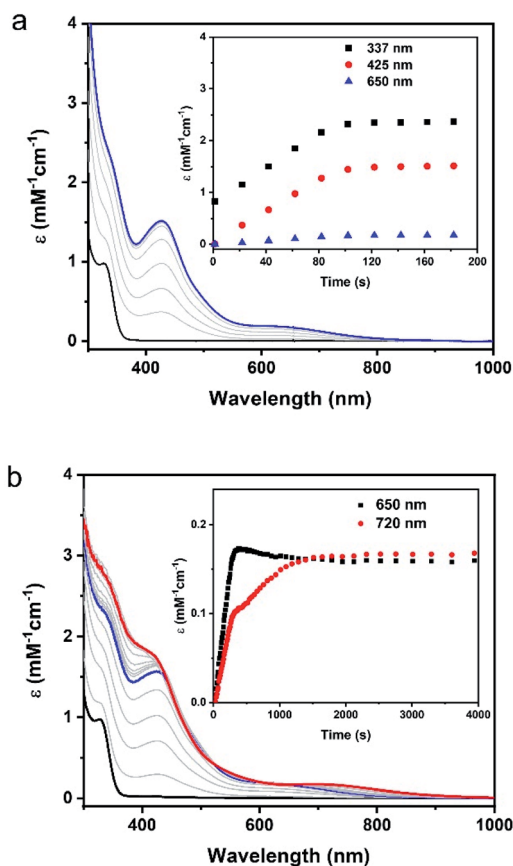 a
337 nm
425 nm
650 nm
ε (mM⁻¹cm⁻¹)
0
1
2
3
0 40 80 120 160 200
Time (s)
ε (mM⁻¹cm⁻¹)
4
3
2
1
0
400 600 800 1000
Wavelength (nm)
b
650 nm
720 nm
ε (mM⁻¹cm⁻¹)
0.2
0.1
0.0
0 1000 2000 3000 4000
Time (s)
ε (mM⁻¹cm⁻¹)
4
3
2
1
0
400 600 800 1000
Wavelength (nm)